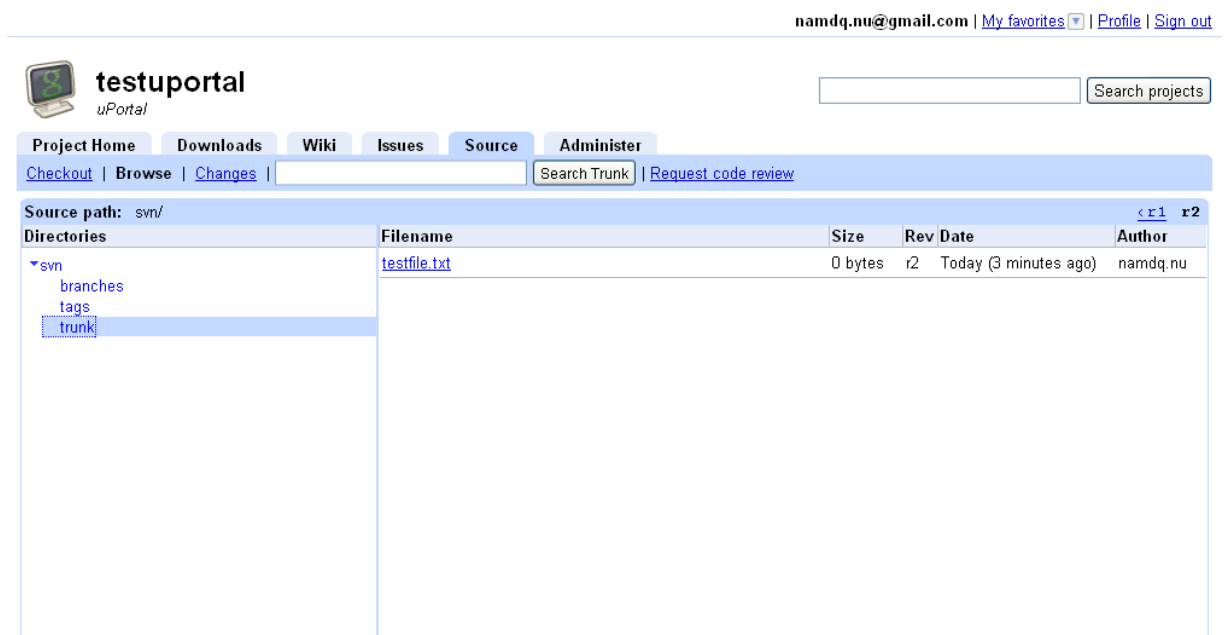 namdq.nu@gmail.com | My favorites | Profile | Sign out
testuportal
uPortal
Search projects
Project Home Downloads Wiki Issues Source Administer
Checkout | Browse | Changes | Search Trunk | Request code review
Source path: svn/ ‹r1 r2
Directories Filename Size Rev Date Author
svn testfile.txt 0 bytes r2 Today (3 minutes ago) namdq.nu
branches
tags
trunk